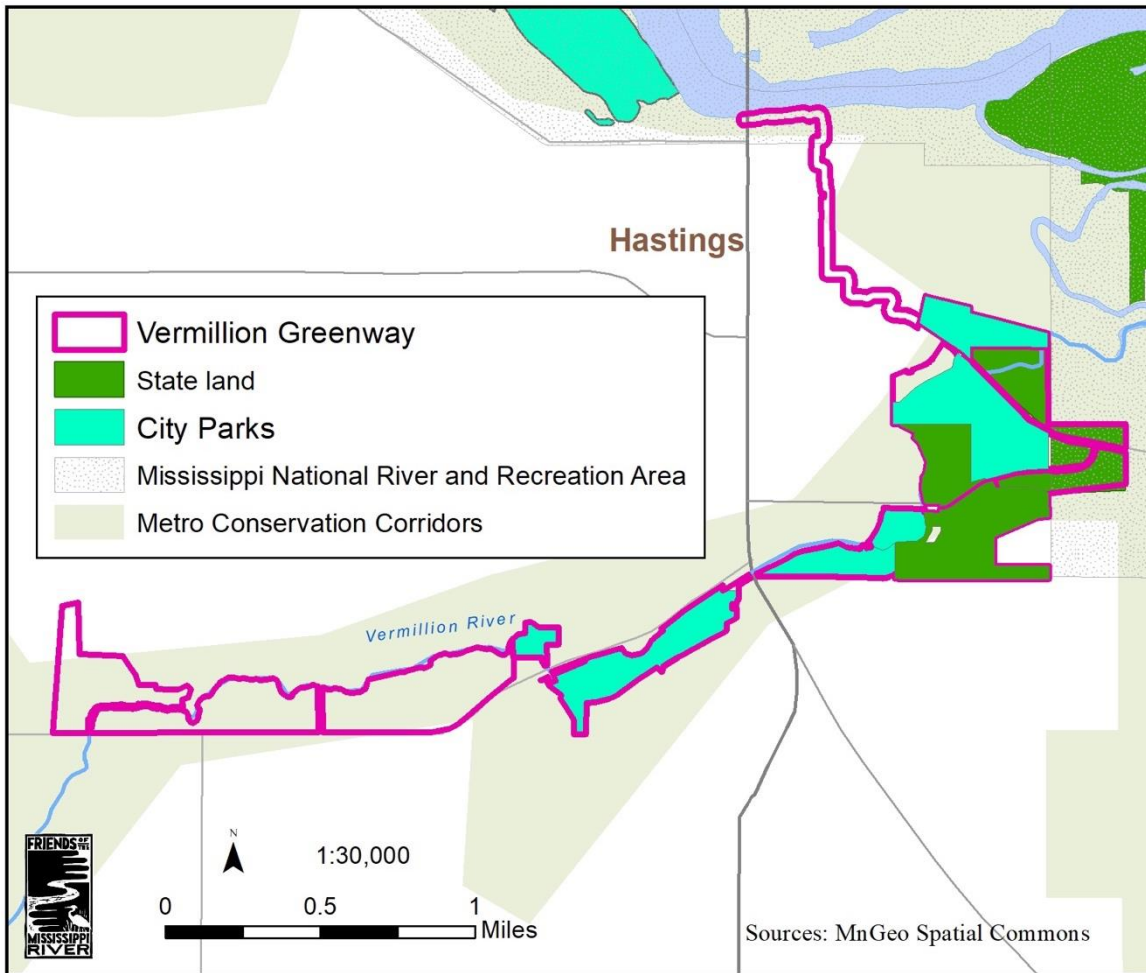 Hastings
Vermillion Greenway
State land
City Parks
Mississippi National River and Recreation Area
Metro Conservation Corridors
Vermillion River
FRIENDS OF THE
MISSISSIPPI
RIVER
N
1:30,000
0 0.5 1
Miles
Sources: MnGeo Spatial Commons